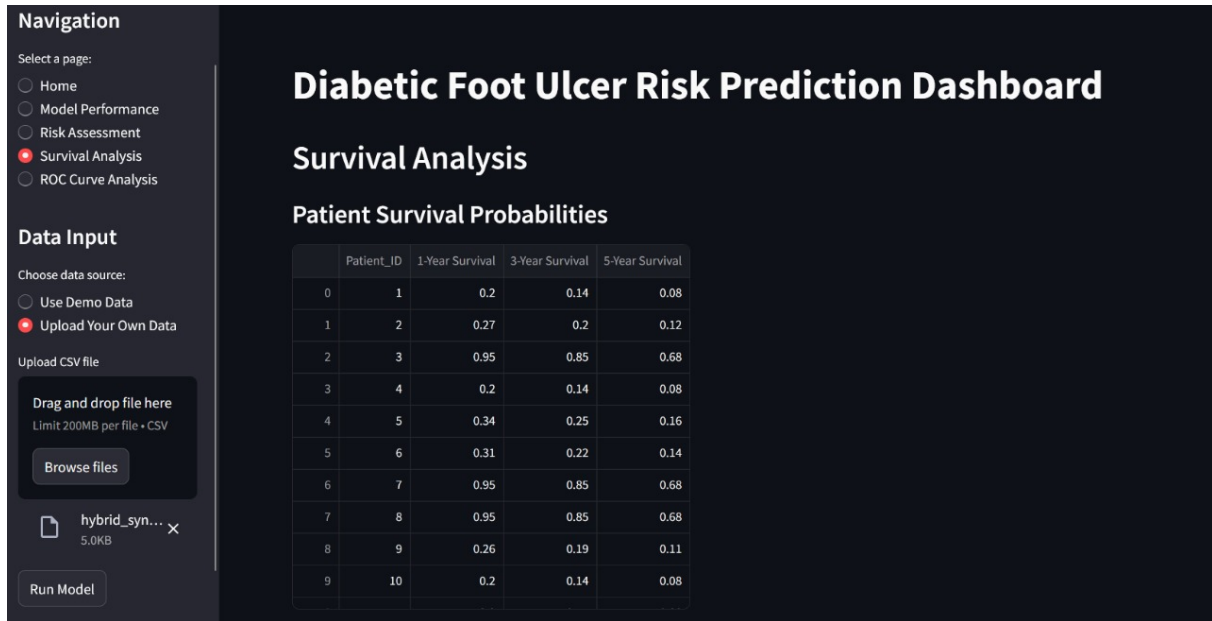 Navigation
Select a page:
Home
Model Performance
Risk Assessment
Survival Analysis
ROC Curve Analysis
Data Input
Choose data source:
Use Demo Data
Upload Your Own Data
Upload CSV file
Drag and drop file here
Limit 200MB per file • CSV
Browse files
hybrid_syn...
5.0KB
Run Model
Diabetic Foot Ulcer Risk Prediction Dashboard
Survival Analysis
Patient Survival Probabilities
Patient_ID 1-Year Survival 3-Year Survival 5-Year Survival
0 1 0.2 0.14 0.08
1 2 0.27 0.2 0.12
2 3 0.95 0.85 0.68
3 4 0.2 0.14 0.08
4 5 0.34 0.25 0.16
5 6 0.31 0.22 0.14
6 7 0.95 0.85 0.68
7 8 0.95 0.85 0.68
8 9 0.26 0.19 0.11
9 10 0.2 0.14 0.08